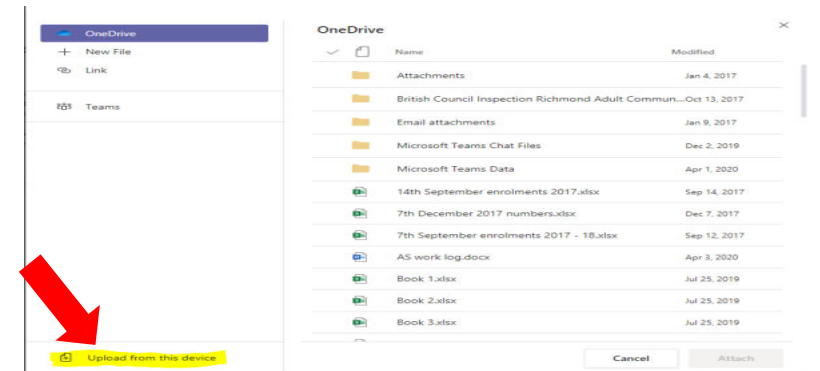 OneDrive
New File
Link
Teams
Upload from this device
OneDrive
Name Modified
Attachments Jan 4, 2017
British Council Inspection Richmond Adult Commun... Oct 13, 2017
Email attachments Jan 9, 2017
Microsoft Teams Chat Files Dec 2, 2019
Microsoft Teams Data Apr 1, 2020
14th September enrolments 2017.xlsx Sep 14, 2017
7th December 2017 numbers.xlsx Dec 7, 2017
7th September enrolments 2017 - 18.xlsx Sep 12, 2017
AS work log.docx Apr 3, 2020
Book 1.xlsx Jul 25, 2019
Book 2.xlsx Jul 25, 2019
Book 3.xlsx Jul 25, 2019
Cancel Attach